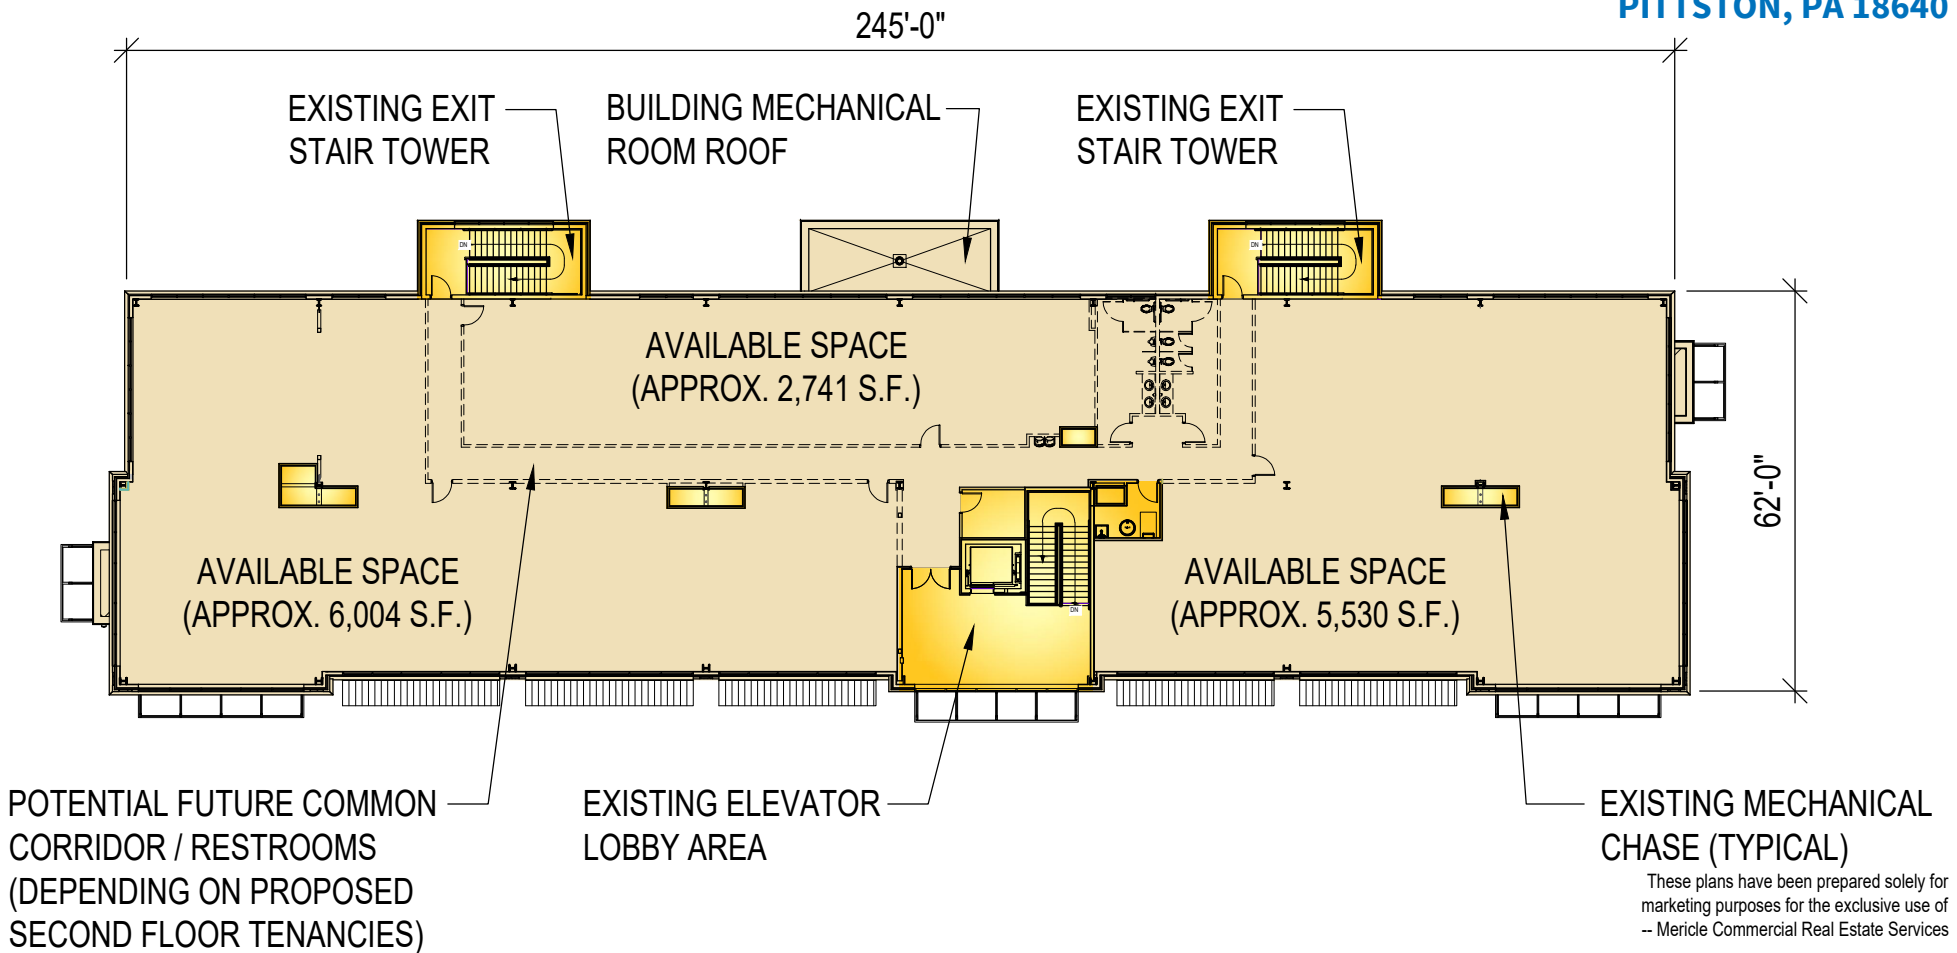 PITTSTON, PA 18640
245'-0"
EXISTING EXIT
STAIR TOWER
BUILDING MECHANICAL
ROOM ROOF
EXISTING EXIT
STAIR TOWER
DN
DN
AVAILABLE SPACE
(APPROX. 2,741 S.F.)
62'-0"
AVAILABLE SPACE
(APPROX. 6,004 S.F.)
AVAILABLE SPACE
(APPROX. 5,530 S.F.)
DN
POTENTIAL FUTURE COMMON
CORRIDOR / RESTROOMS
(DEPENDING ON PROPOSED
SECOND FLOOR TENANCIES)
EXISTING ELEVATOR
LOBBY AREA
EXISTING MECHANICAL
CHASE (TYPICAL)
These plans have been prepared solely for
marketing purposes for the exclusive use of
-- Mericle Commercial Real Estate Services